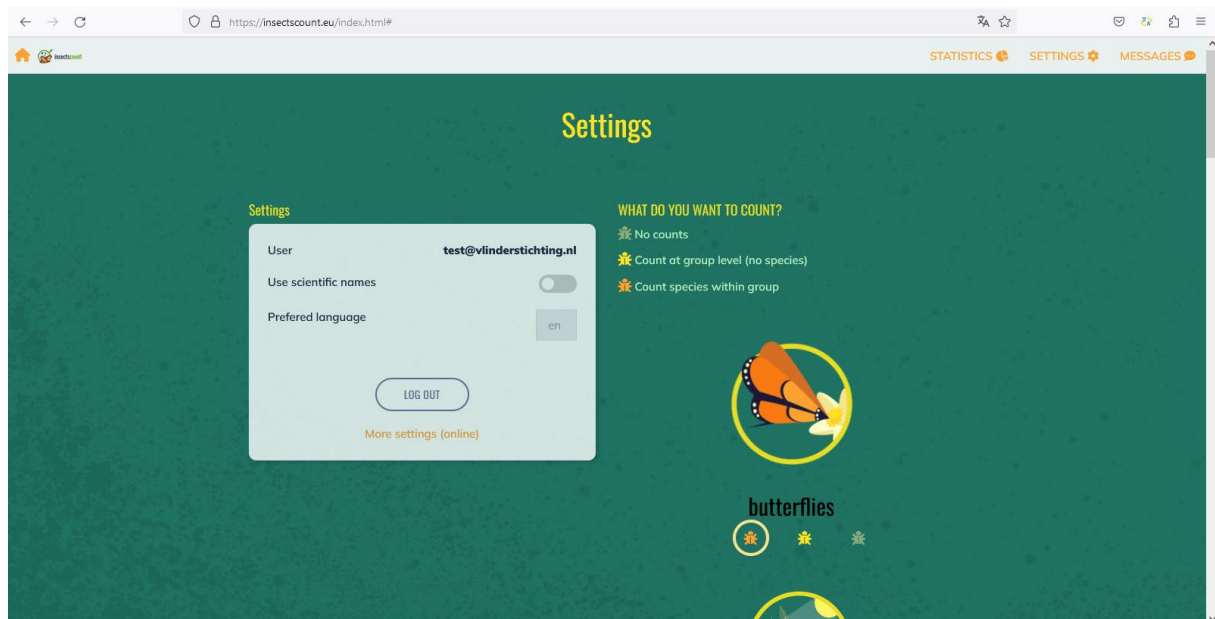 https://insectscount.eu/index.html#
insectscount
STATISTICS
SETTINGS
MESSAGES
Settings
Settings
User
test@vlinderstichting.nl
Use scientific names
Prefered language
en
LOG OUT
More settings (online)
WHAT DO YOU WANT TO COUNT?
No counts
Count at group level (no species)
Count species within group
butterflies